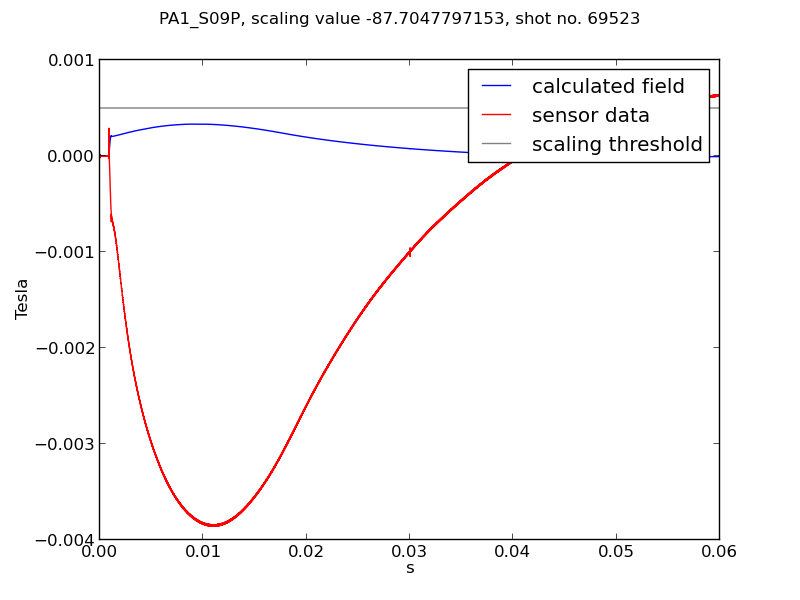 PA1_S09P, scaling value -87.7047797153, shot no. 69523
calculated field
sensor data
scaling threshold
0.001
0.000
−0.001
−0.002
−0.003
−0.004
Tesla
0.00 0.01 0.02 0.03 0.04 0.05 0.06
s